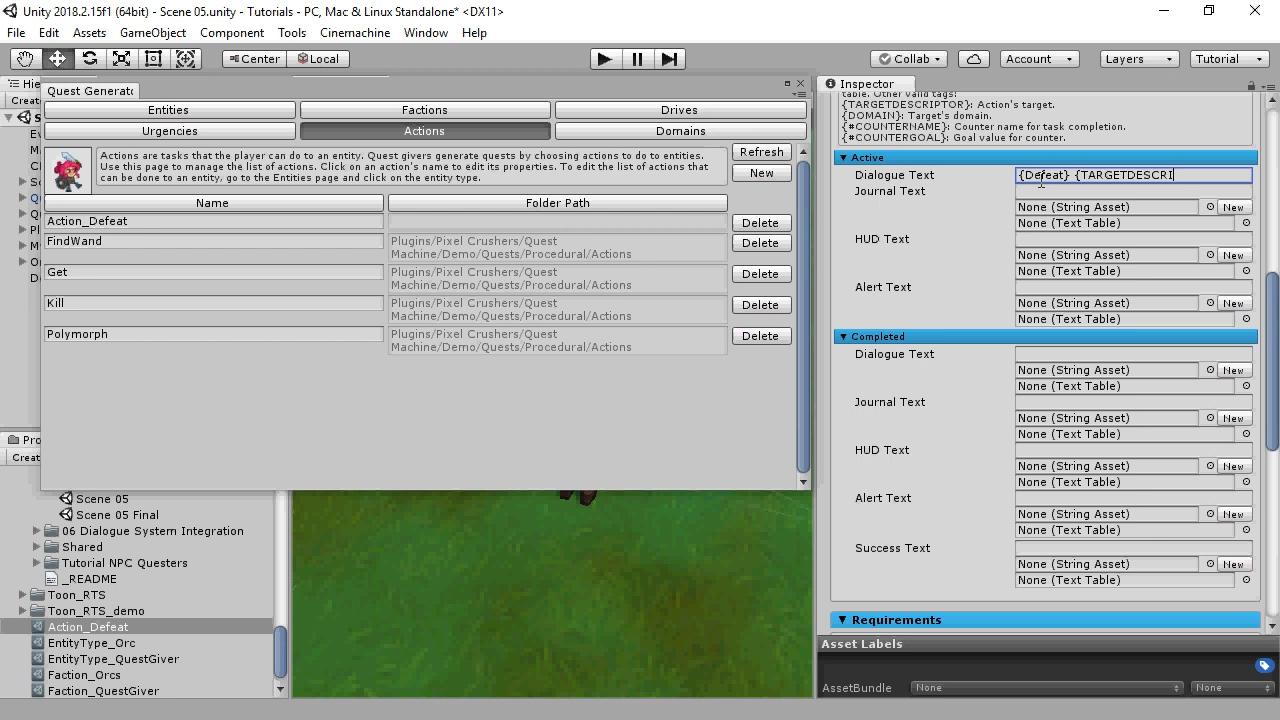 Unity 2018.2.15f1 (64bit) - Scene 05.unity - Tutorials - PC, Mac & Linux Standalone* <DX11>
File Edit Assets GameObject Component Tools Cinemachine Window Help
Center Local Collab Account Layers Tutorial
Hie
Creat
Quest Generato
Entities Factions Drives
Urgencies Actions Domains
Actions are tasks that the player can do to an entity. Quest givers generate quests by choosing actions to do to entities.
Use this page to manage the list of actions. Click on an action's name to edit its properties. To edit the list of actions that
can be done to an entity, go to the Entities page and click on the entity type.
Refresh
New
Name Folder Path
Action_Defeat Delete
FindWand Plugins/Pixel Crushers/Quest
Machine/Demo/Quests/Procedural/Actions Delete
Get Plugins/Pixel Crushers/Quest
Machine/Demo/Quests/Procedural/Actions Delete
Kill Plugins/Pixel Crushers/Quest
Machine/Demo/Quests/Procedural/Actions Delete
Polymorph Plugins/Pixel Crushers/Quest
Machine/Demo/Quests/Procedural/Actions Delete
Pro
Creat
Scene 05
Scene 05 Final
06 Dialogue System Integration
Shared
Tutorial NPC Questers
_README
Toon_RTS
Toon_RTS_demo
Action_Defeat
EntityType_Orc
EntityType_QuestGiver
Faction_Orcs
Faction_QuestGiver
Inspector
table. Other valid tags:
{TARGETDESCRIPTOR}: Action's target.
{DOMAIN}: Target's domain.
{#COUNTERNAME}: Counter name for task completion.
{#COUNTERGOAL}: Goal value for counter.
Active
Dialogue Text {Defeat} {TARGETDESCRI
Journal Text
None (String Asset) New
None (Text Table)
HUD Text
None (String Asset) New
None (Text Table)
Alert Text
None (String Asset) New
None (Text Table)
Completed
Dialogue Text
None (String Asset) New
None (Text Table)
Journal Text
None (String Asset) New
None (Text Table)
HUD Text
None (String Asset) New
None (Text Table)
Alert Text
None (String Asset) New
None (Text Table)
Success Text
None (String Asset) New
None (Text Table)
Requirements
Asset Labels
AssetBundle None None